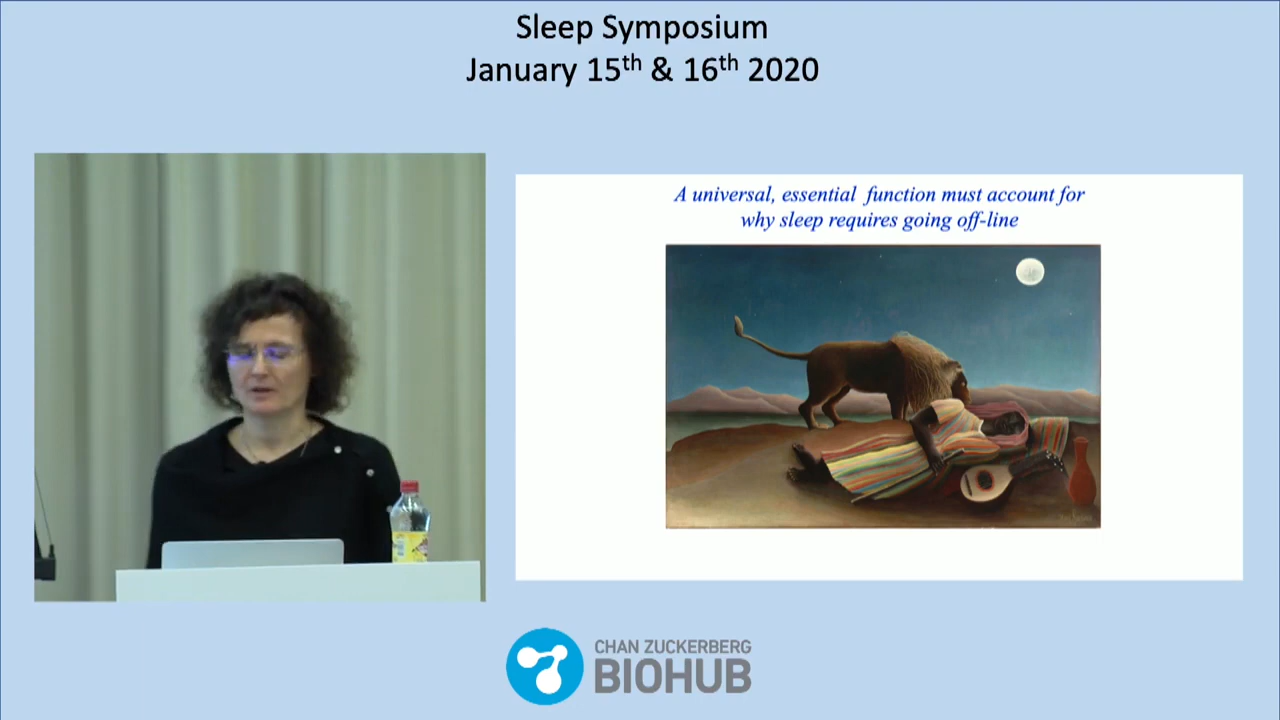 Sleep Symposium
January 15th & 16th 2020
A universal, essential function must account for
why sleep requires going off-line
CHAN ZUCKERBERG
BIOHUB